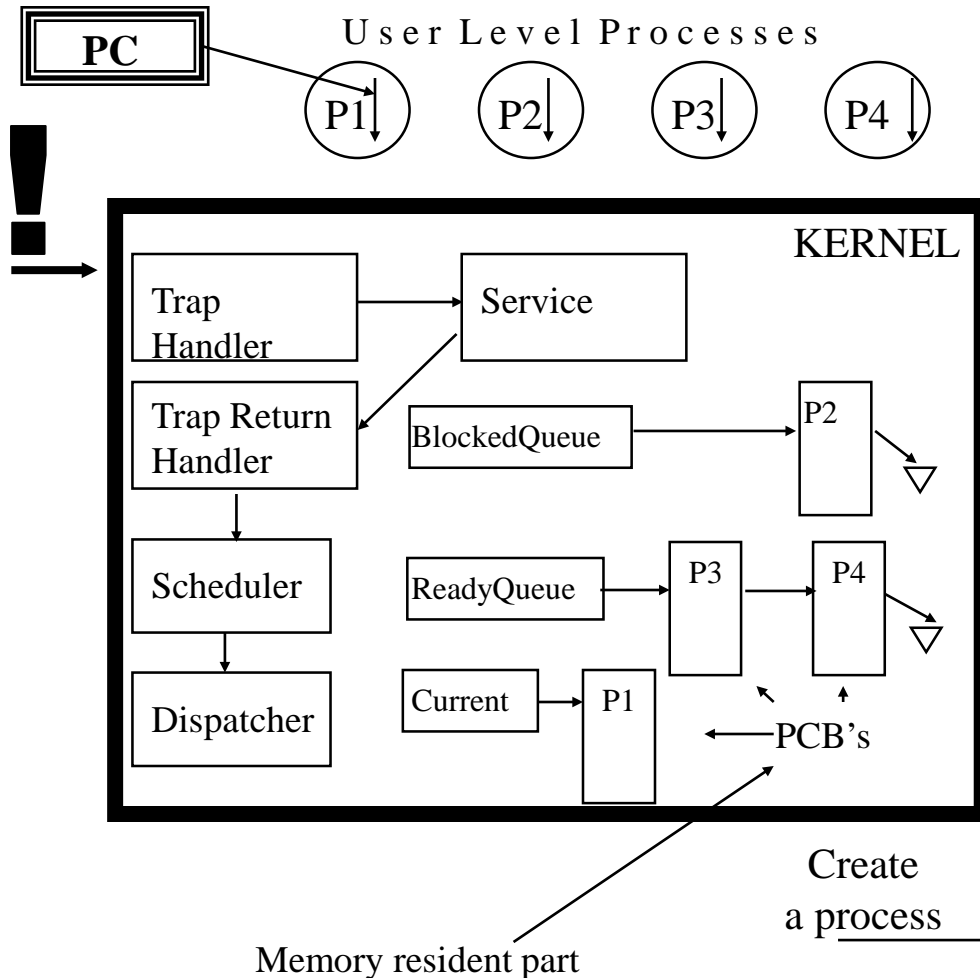 PC
User Level Processes
P1
P2
P3
P4
!
KERNEL
Trap
Handler
Service
Trap Return
Handler
BlockedQueue
P2
Scheduler
ReadyQueue
P3
P4
Dispatcher
Current
P1
PCB's
Create
a process
Memory resident part